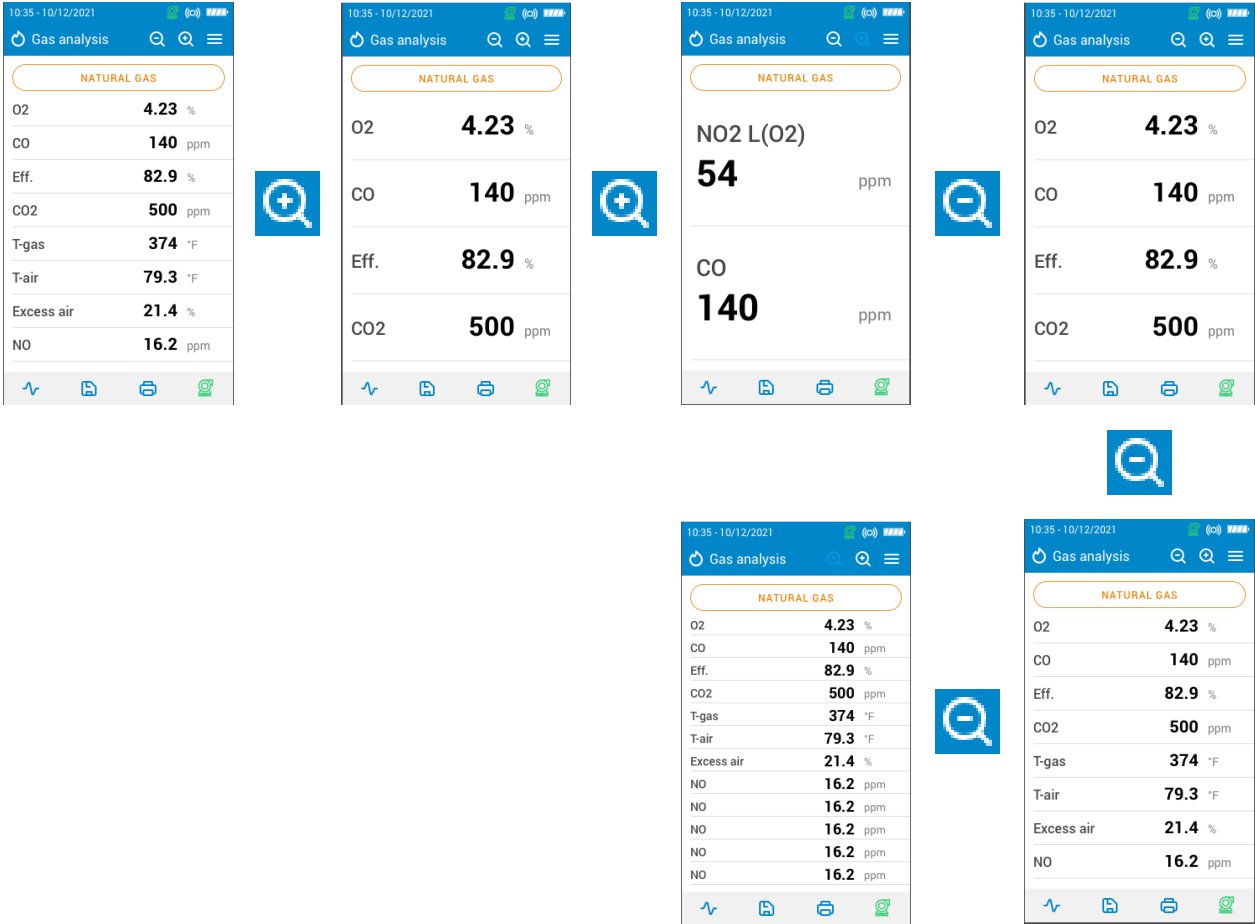 10:35 - 10/12/2021
Gas analysis
NATURAL GAS
O2 4.23 %
CO 140 ppm
Eff. 82.9 %
CO2 500 ppm
T-gas 374 °F
T-air 79.3 °F
Excess air 21.4 %
NO 16.2 ppm
10:35 - 10/12/2021
Gas analysis
NATURAL GAS
O2 4.23 %
CO 140 ppm
Eff. 82.9 %
CO2 500 ppm
10:35 - 10/12/2021
Gas analysis
NATURAL GAS
NO2 L(O2)
54 ppm
CO
140 ppm
10:35 - 10/12/2021
Gas analysis
NATURAL GAS
O2 4.23 %
CO 140 ppm
Eff. 82.9 %
CO2 500 ppm
10:35 - 10/12/2021
Gas analysis
NATURAL GAS
O2 4.23 %
CO 140 ppm
Eff. 82.9 %
CO2 500 ppm
T-gas 374 °F
T-air 79.3 °F
Excess air 21.4 %
NO 16.2 ppm
NO 16.2 ppm
NO 16.2 ppm
NO 16.2 ppm
NO 16.2 ppm
10:35 - 10/12/2021
Gas analysis
NATURAL GAS
O2 4.23 %
CO 140 ppm
Eff. 82.9 %
CO2 500 ppm
T-gas 374 °F
T-air 79.3 °F
Excess air 21.4 %
NO 16.2 ppm